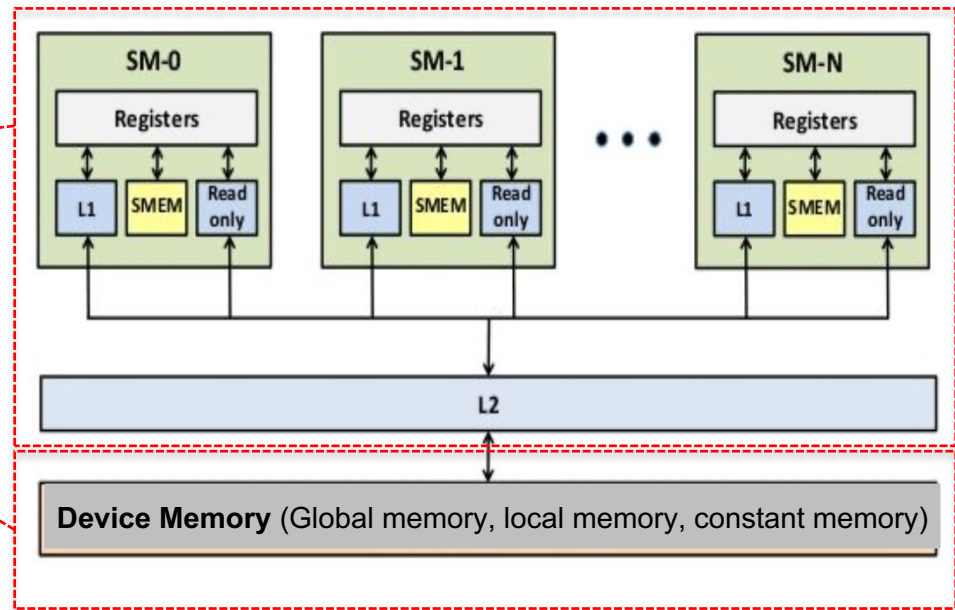 SM-0
Registers
L1
SMEM
Read
only
SM-1
Registers
L1
SMEM
Read
only
SM-N
Registers
L1
SMEM
Read
only
L2
Device Memory (Global memory, local memory, constant memory)